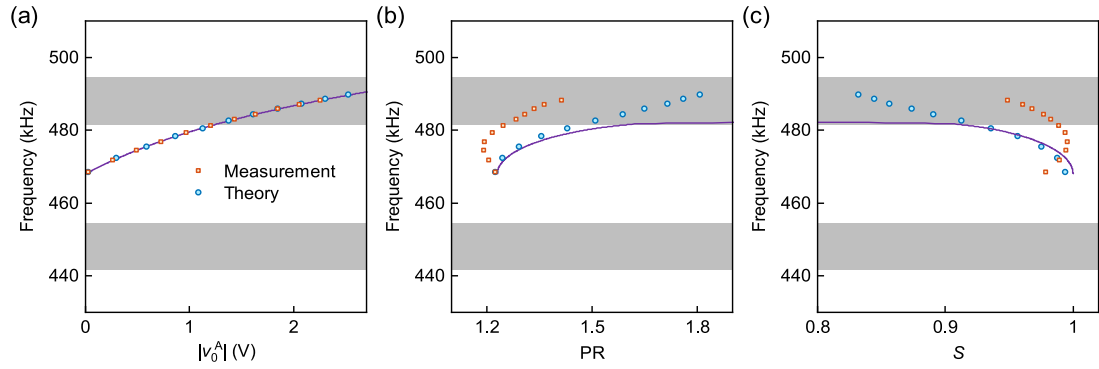 (a)
Frequency (kHz)
500
480
460
440
0
1
2
|v₀ᴬ| (V)
Measurement
Theory
(b)
Frequency (kHz)
500
480
460
440
1.2
1.5
1.8
PR
(c)
Frequency (kHz)
500
480
460
440
0.8
0.9
1
S